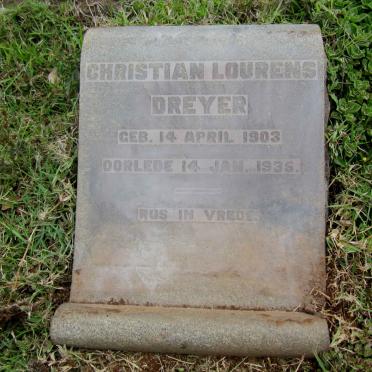 CHRISTIAN LOURENS
DREYER
GEB. 14 APRIL 1903
OORLEDE 14 JAN. 1936.
RUS IN VREDE.